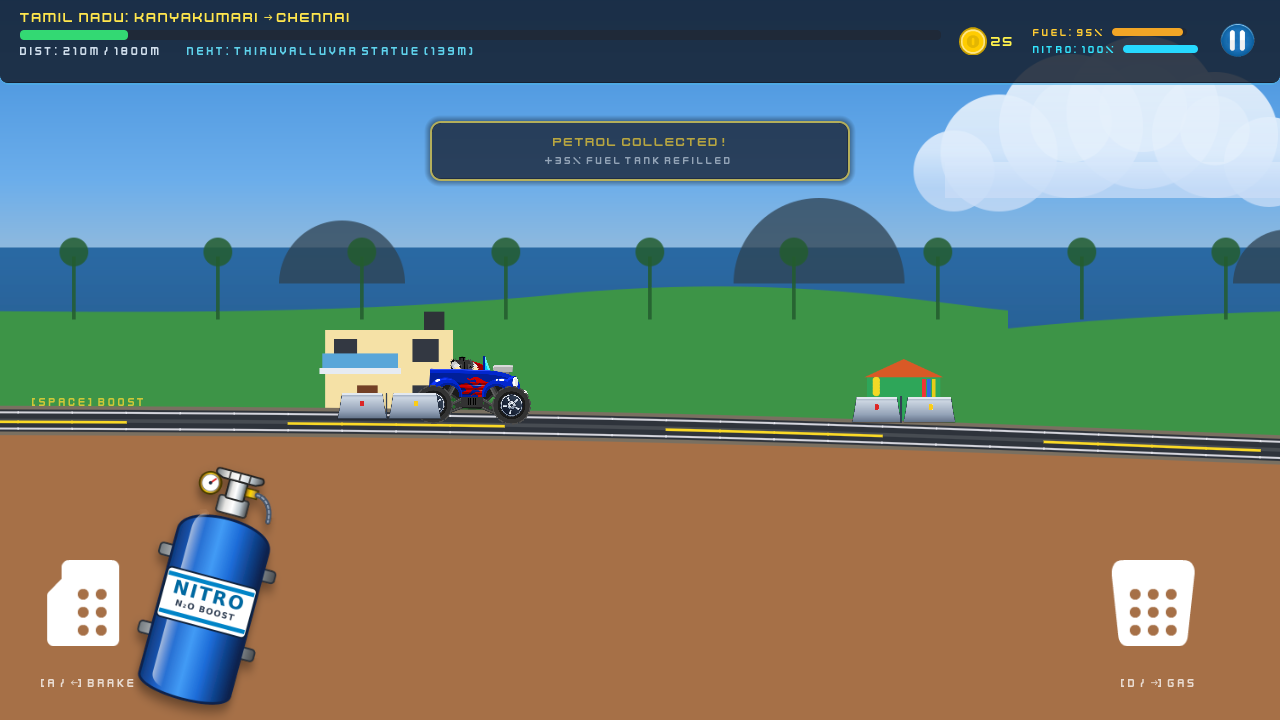 TAMIL NADU: KANYAKUMARI → CHENNAI
DIST: 210M / 1800M
NEXT: THIRUVALLUVAR STATUE (139M)
25
FUEL: 95%
NITRO: 100%
PETROL COLLECTED!
+35% FUEL TANK REFILLED
[SPACE] BOOST
NITRO
N₂O BOOST
[A / ←] BRAKE
[D / →] GAS